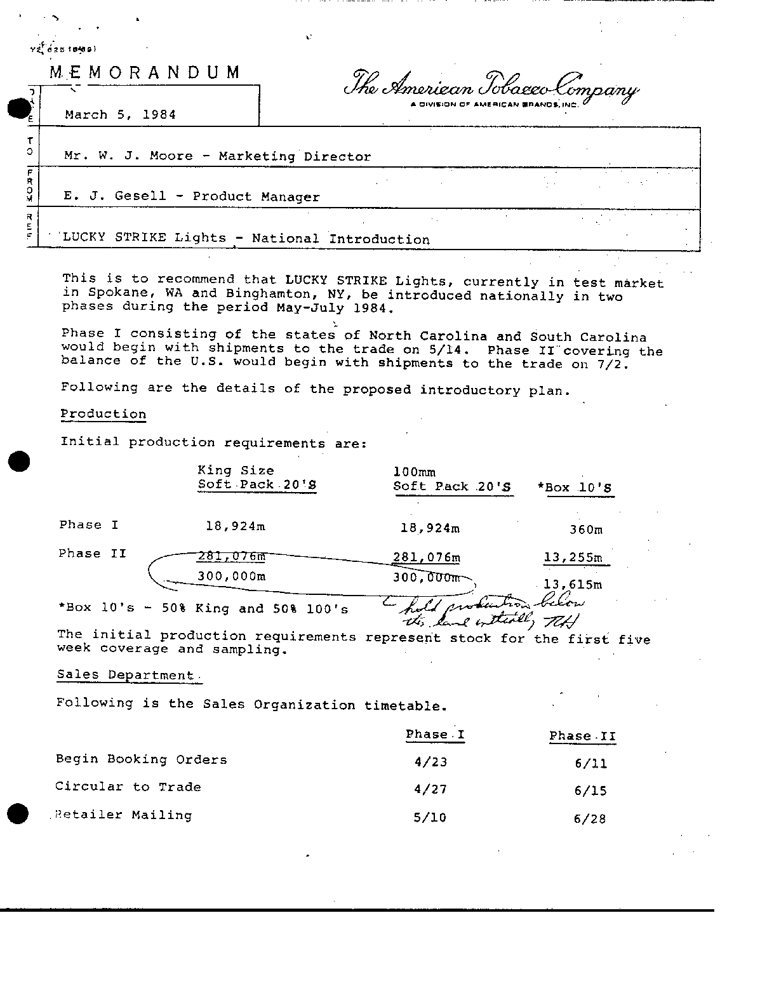 MEMORANDUM
The American Tobacco Company
A DIVISION OF AMERICAN BRANDS, INC.
DATE
March 5, 1984
TO
Mr. W. J. Moore - Marketing Director
FROM
E. J. Gesell - Product Manager
REF
LUCKY STRIKE Lights - National Introduction
This is to recommend that LUCKY STRIKE Lights, currently in test market
in Spokane, WA and Binghamton, NY, be introduced nationally in two
phases during the period May-July 1984.
Phase I consisting of the states of North Carolina and South Carolina
would begin with shipments to the trade on 5/14. Phase II covering the
balance of the U.S. would begin with shipments to the trade on 7/2.
Following are the details of the proposed introductory plan.
Production
Initial production requirements are:
King Size 100mm
Soft Pack 20'S Soft Pack 20'S *Box 10'S
Phase I 18,924m 18,924m 360m
Phase II 281,076m 281,076m 13,255m
300,000m 300,000m 13,615m
*Box 10's - 50% King and 50% 100's
hold production below
this level initially
The initial production requirements represent stock for the first five
week coverage and sampling.
Sales Department
Following is the Sales Organization timetable.
Phase I Phase II
Begin Booking Orders 4/23 6/11
Circular to Trade 4/27 6/15
Retailer Mailing 5/10 6/28